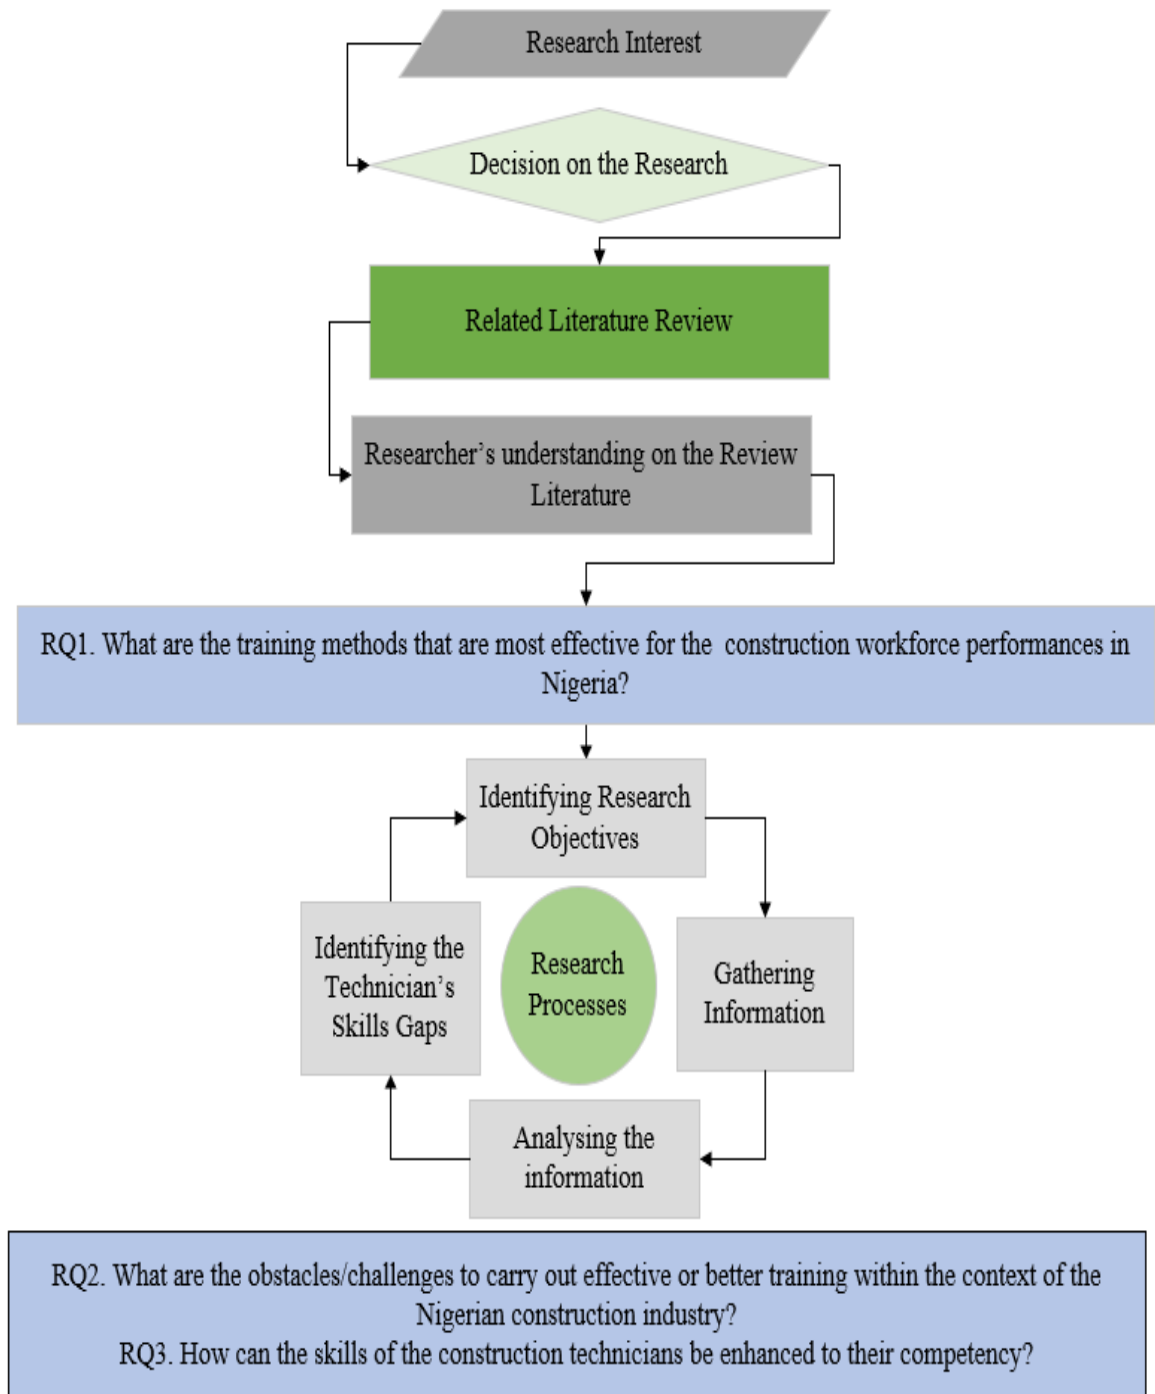 Research Interest
Decision on the Research
Related Literature Review
Researcher’s understanding on the Review
Literature
RQ1. What are the training methods that are most effective for the construction workforce performances in
Nigeria?
Identifying Research
Objectives
Identifying the
Technician’s
Skills Gaps
Research
Processes
Gathering
Information
Analysing the
information
RQ2. What are the obstacles/challenges to carry out effective or better training within the context of the
Nigerian construction industry?
RQ3. How can the skills of the construction technicians be enhanced to their competency?